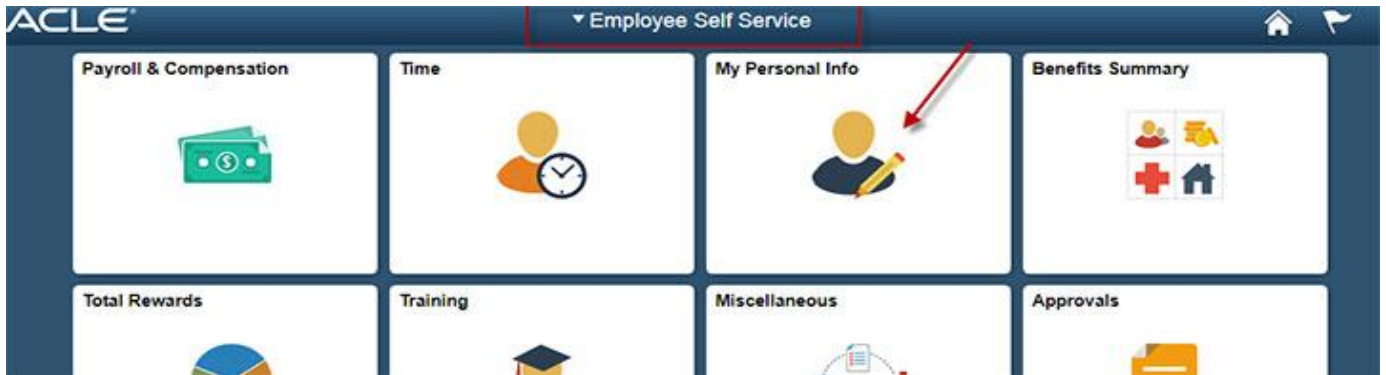 ACLE
Employee Self Service
Payroll & Compensation
Time
My Personal Info
Benefits Summary
Total Rewards
Training
Miscellaneous
Approvals